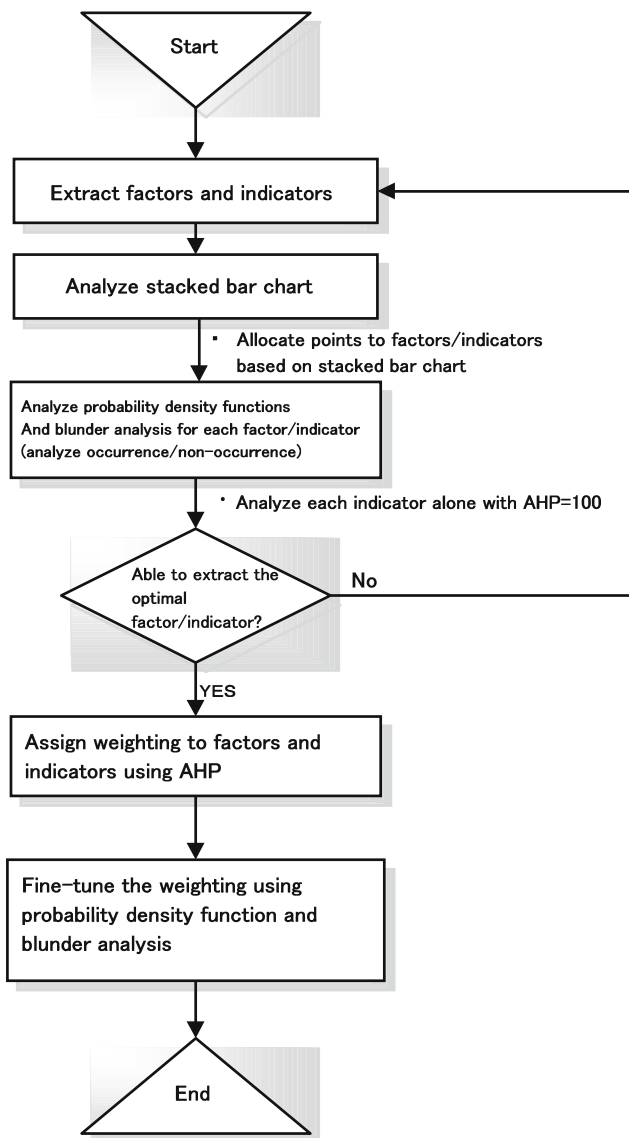 Start
Extract factors and indicators
Analyze stacked bar chart
・ Allocate points to factors/indicators
based on stacked bar chart
Analyze probability density functions
And blunder analysis for each factor/indicator
(analyze occurrence/non-occurrence)
・ Analyze each indicator alone with AHP=100
Able to extract the
optimal
factor/indicator?
No
YES
Assign weighting to factors and
indicators using AHP
Fine-tune the weighting using
probability density function and
blunder analysis
End